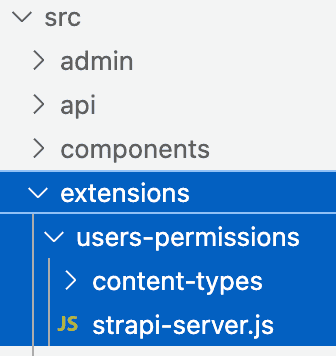 src
admin
api
components
extensions
users-permissions
content-types
JS strapi-server.js